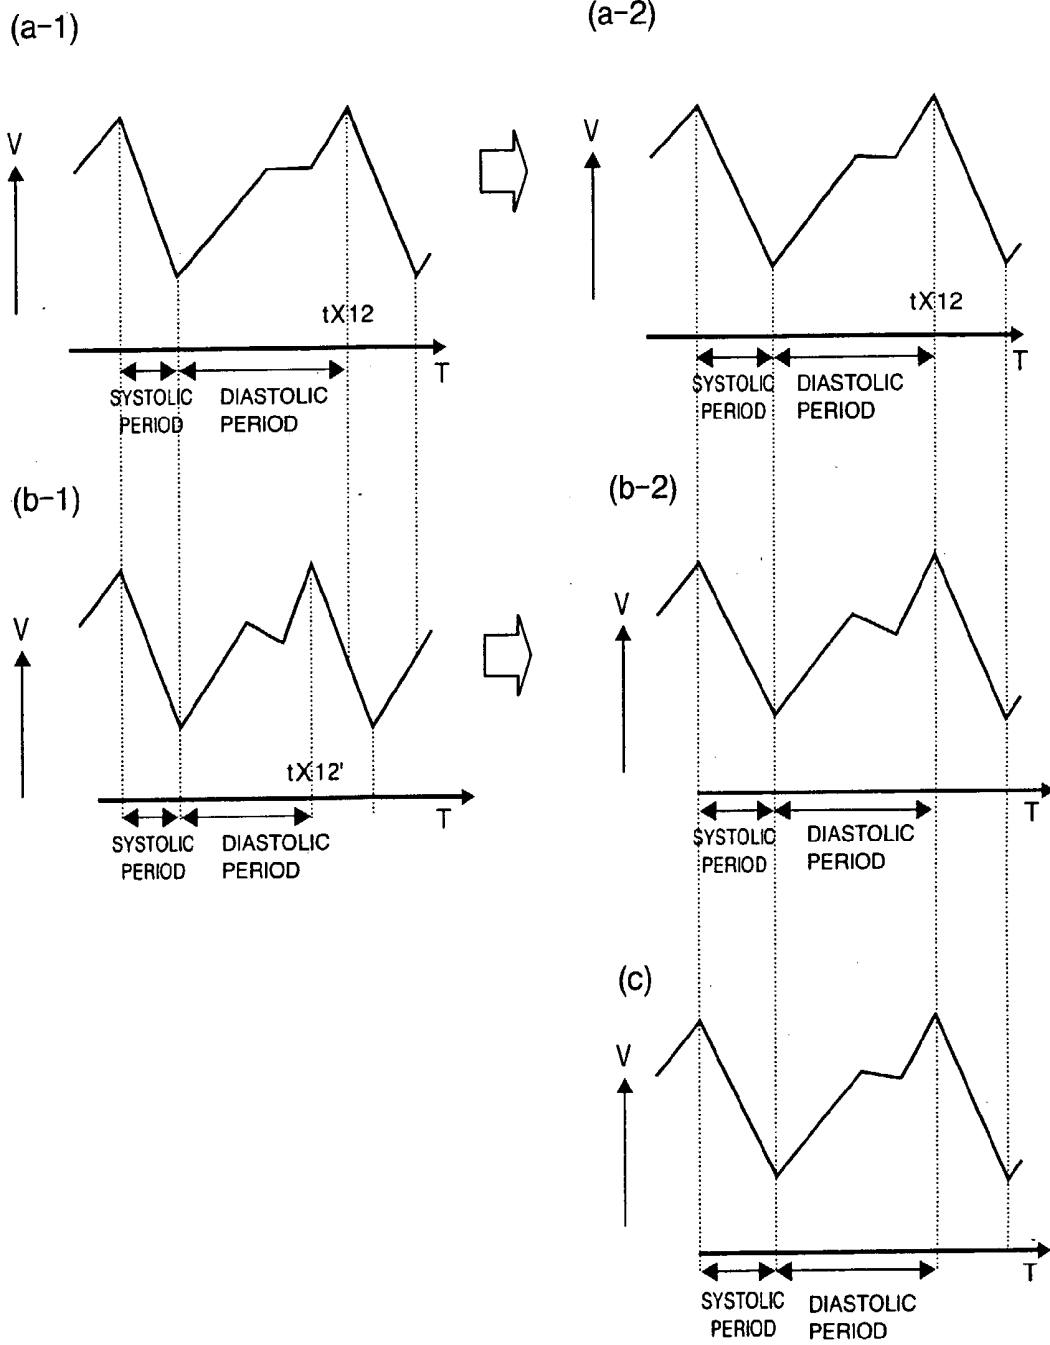 (a-1)
V
tX12
T
SYSTOLIC
PERIOD
DIASTOLIC
PERIOD
(a-2)
V
tX12
T
SYSTOLIC
PERIOD
DIASTOLIC
PERIOD
(b-1)
V
tX12'
T
SYSTOLIC
PERIOD
DIASTOLIC
PERIOD
(b-2)
V
T
SYSTOLIC
PERIOD
DIASTOLIC
PERIOD
(c)
V
T
SYSTOLIC
PERIOD
DIASTOLIC
PERIOD